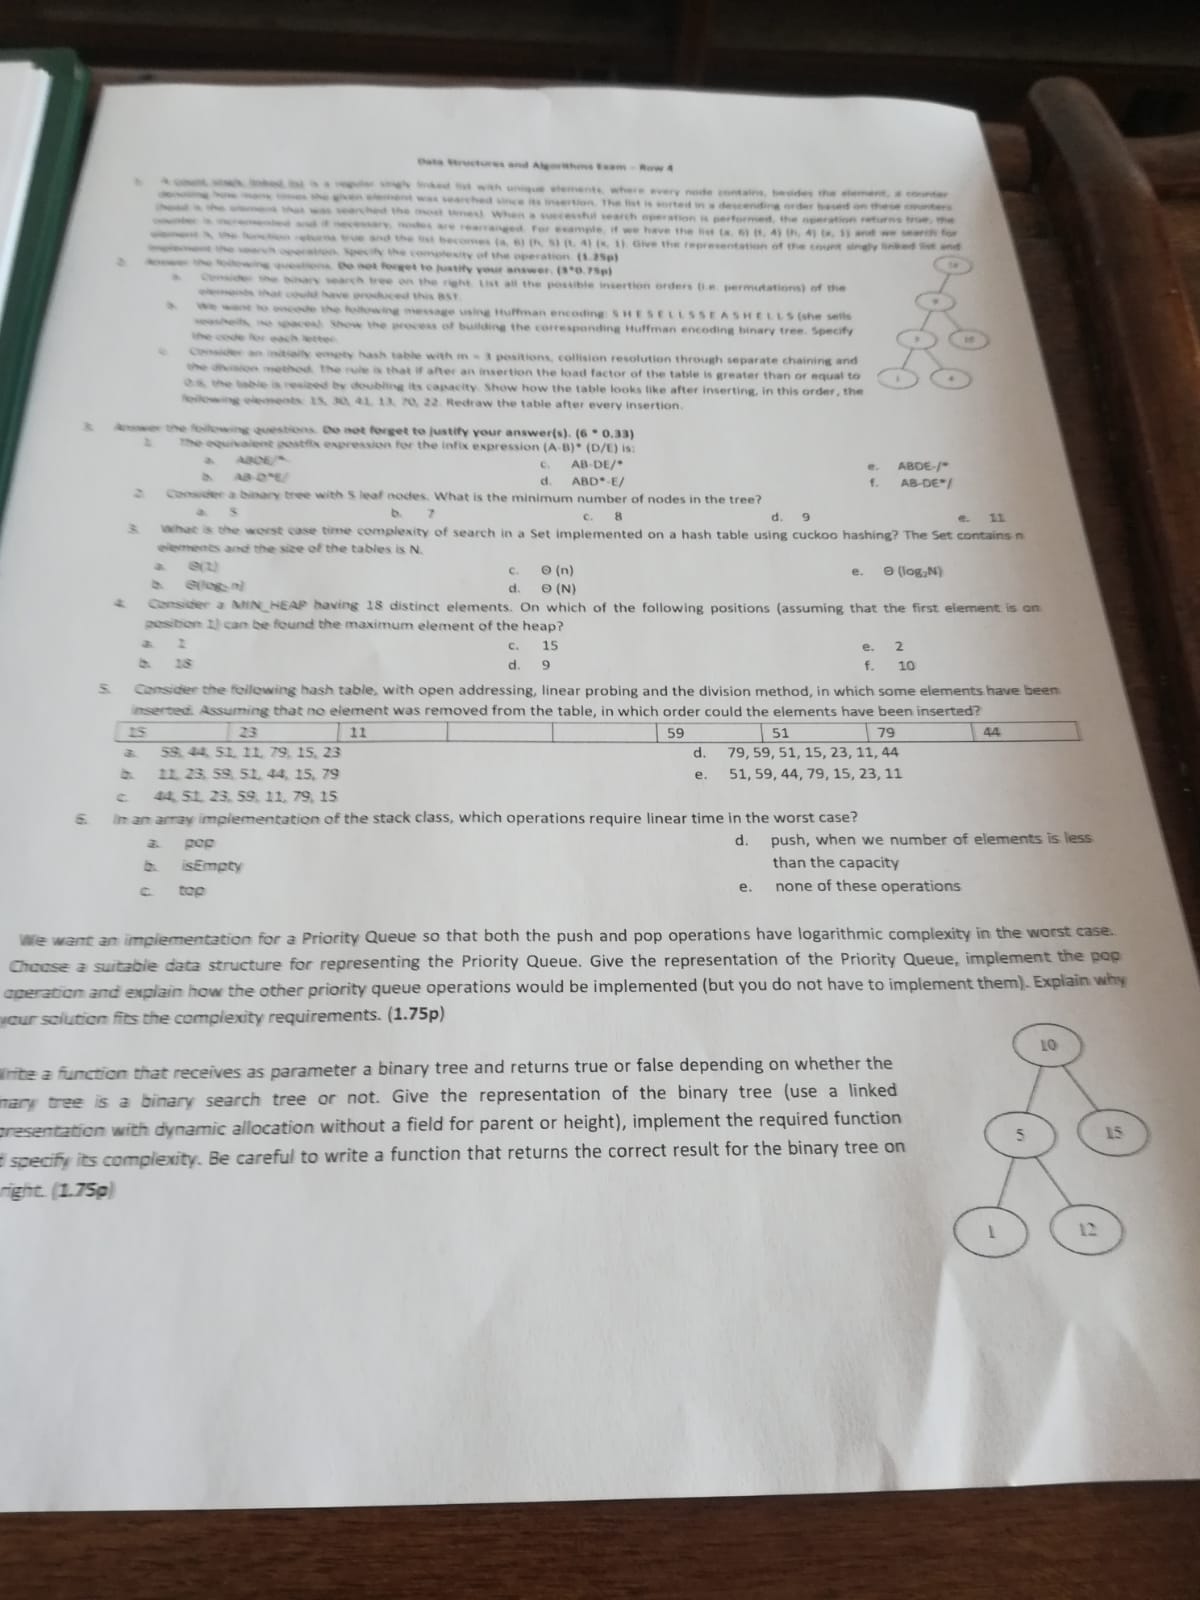 Data Structures and Algorithms Exam - Row 4
1. A count, singly linked list is a regular singly linked list with unique elements, where every node contains, besides the element, a counter
denoting how many times the given element was searched since its insertion. The list is sorted in a descending order based on these counters
(head is the element that was searched the most times). When a successful search operation is performed, the operation returns true, the
counter is incremented and if necessary, nodes are rearranged. For example, if we have the list (a, 6) (t, 4) (h, 4) (x, 1) and we search for
element h, the function returns true and the list becomes (a, 6) (h, 5) (t, 4) (x, 1). Give the representation of the count singly linked list and
implement the search operation. Specify the complexity of the operation. (1.25p)
2. Answer the following questions. Do not forget to justify your answer. (3*0.75p)
a. Consider the binary search tree on the right. List all the possible insertion orders (i.e. permutations) of the
elements that could have produced this BST.
b. We want to encode the following message using Huffman encoding: S H E S E L L S S E A S H E L L S (she sells
seashells, no spaces). Show the process of building the corresponding Huffman encoding binary tree. Specify
the code for each letter.
c. Consider an initially empty hash table with m = 3 positions, collision resolution through separate chaining and
the division method. The rule is that if after an insertion the load factor of the table is greater than or equal to
0.8, the table is resized by doubling its capacity. Show how the table looks like after inserting, in this order, the
following elements: 15, 30, 41, 13, 70, 22. Redraw the table after every insertion.
3. Answer the following questions. Do not forget to justify your answer(s). (6 * 0.33)
1. The equivalent postfix expression for the infix expression (A-B)* (D/E) is:
a. ABDE/*- c. AB-DE/* e. ABDE-/*
b. AB-D*E/ d. ABD*-E/ f. AB-DE*/
2. Consider a binary tree with 5 leaf nodes. What is the minimum number of nodes in the tree?
a. 5 b. 7 c. 8 d. 9 e. 11
3. What is the worst case time complexity of search in a Set implemented on a hash table using cuckoo hashing? The Set contains n
elements and the size of the tables is N.
a. Θ(1) c. Θ (n) e. Θ (log₂N)
b. Θ(log₂ n) d. Θ (N)
4. Consider a MIN_HEAP having 18 distinct elements. On which of the following positions (assuming that the first element is on
position 1) can be found the maximum element of the heap?
a. 1 c. 15 e. 2
b. 18 d. 9 f. 10
5. Consider the following hash table, with open addressing, linear probing and the division method, in which some elements have been
inserted. Assuming that no element was removed from the table, in which order could the elements have been inserted?
15 23 11 59 51 79 44
a. 59, 44, 51, 11, 79, 15, 23 d. 79, 59, 51, 15, 23, 11, 44
b. 11, 23, 59, 51, 44, 15, 79 e. 51, 59, 44, 79, 15, 23, 11
c. 44, 51, 23, 59, 11, 79, 15
6. In an array implementation of the stack class, which operations require linear time in the worst case?
a. pop d. push, when we number of elements is less
b. isEmpty than the capacity
c. top e. none of these operations
We want an implementation for a Priority Queue so that both the push and pop operations have logarithmic complexity in the worst case.
Choose a suitable data structure for representing the Priority Queue. Give the representation of the Priority Queue, implement the pop
operation and explain how the other priority queue operations would be implemented (but you do not have to implement them). Explain why
your solution fits the complexity requirements. (1.75p)
Write a function that receives as parameter a binary tree and returns true or false depending on whether the
tree is a binary search tree or not. Give the representation of the binary tree (use a linked
with dynamic allocation without a field for parent or height), implement the required function
specify its complexity. Be careful to write a function that returns the correct result for the binary tree on
right. (1.75p)
10
5 15
1 12